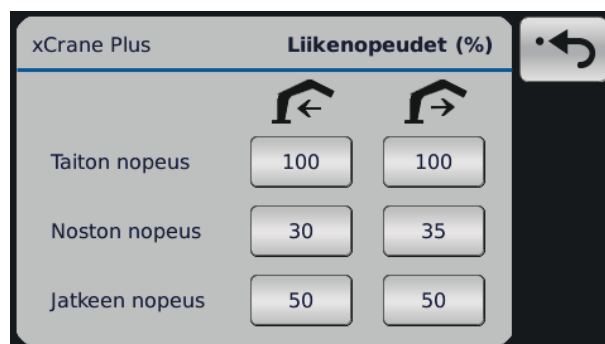 xCrane Plus Liikenopeudet (%)
Taiton nopeus 100 100
Noston nopeus 30 35
Jatkeen nopeus 50 50